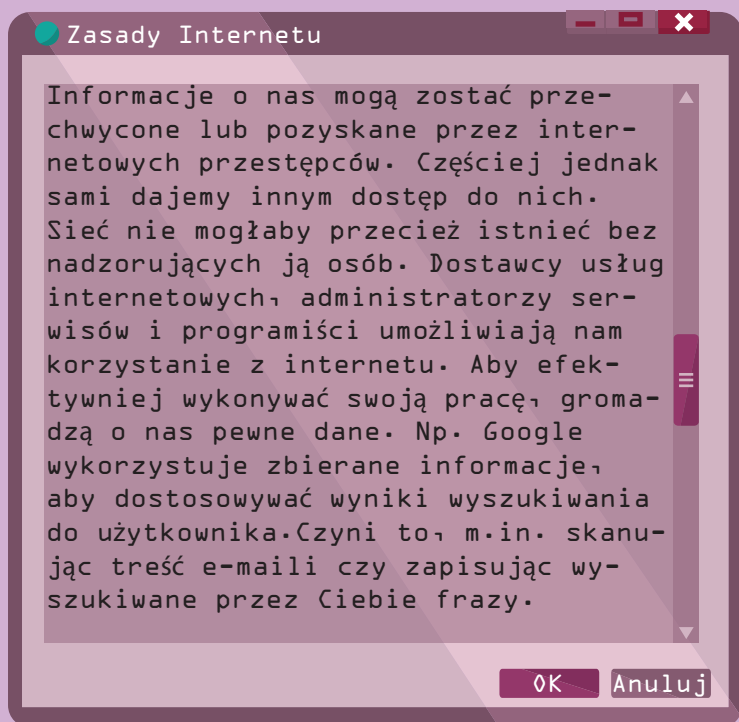 Zasady Internetu
Informacje o nas mogą zostać prze-
chwycone lub pozyskane przez inter-
netowych przestępców. Częściej jednak
sami dajemy innym dostęp do nich.
Sieć nie mogłaby przecież istnieć bez
nadzorujących ją osób. Dostawcy usług
internetowych, administratorzy ser-
wisów i programiści umożliwiają nam
korzystanie z internetu. Aby efek-
tywniej wykonywać swoją pracę, groma-
dzą o nas pewne dane. Np. Google
wykorzystuje zbierane informacje,
aby dostosowywać wyniki wyszukiwania
do użytkownika.Czyni to, m.in. skanu-
jąc treść e-maili czy zapisując wy-
szukiwane przez Ciebie frazy.
OK Anuluj